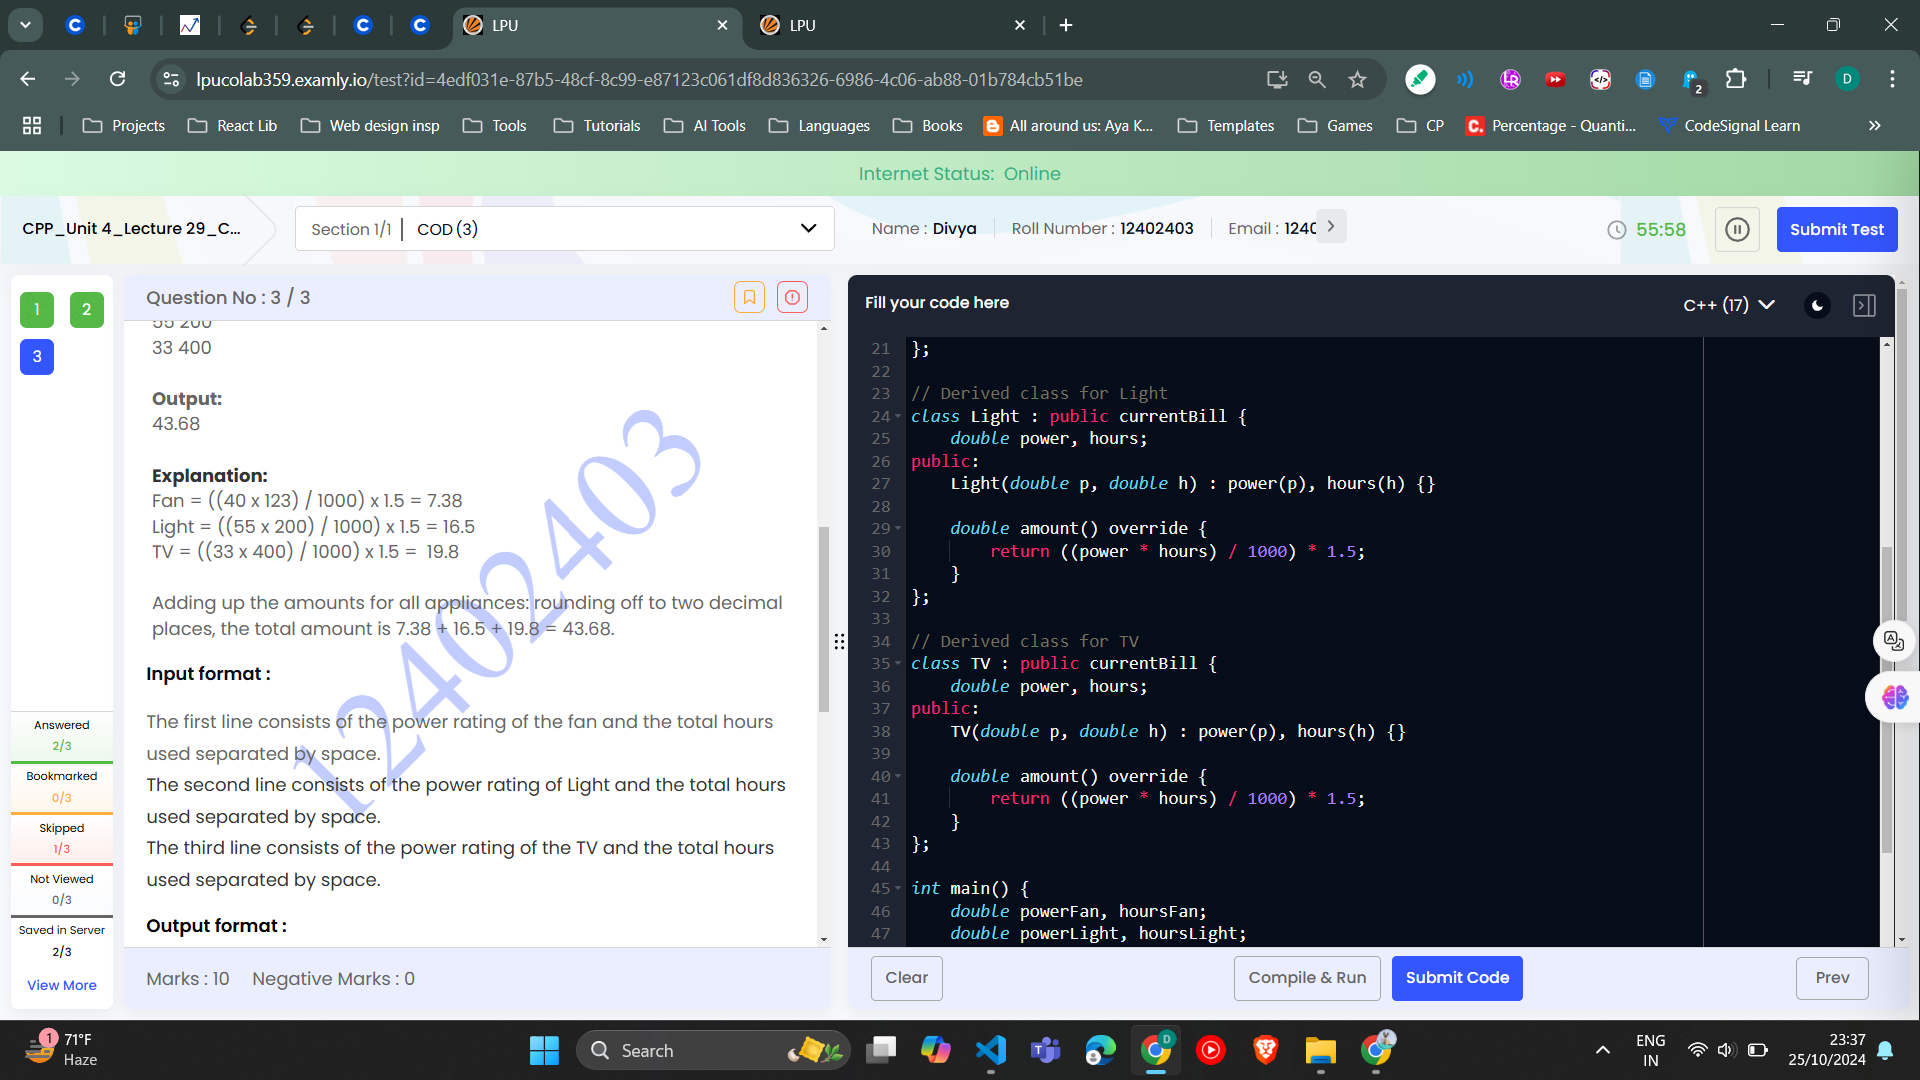 LPU
LPU
lpucolab359.examly.io/test?id=4edf031e-87b5-48cf-8c99-e87123c061df8d836326-6986-4c06-ab88-01b784cb51be
2
D
Projects
React Lib
Web design insp
Tools
Tutorials
AI Tools
Languages
Books
All around us: Aya K...
Templates
Games
CP
Percentage - Quanti...
CodeSignal Learn
Internet Status: Online
CPP_Unit 4_Lecture 29_C...
Section 1/1 | COD (3)
Name : Divya
Roll Number : 12402403
Email : 1240
55:58
Submit Test
1 2
3
Question No : 3 / 3
55 200
33 400
Output:
43.68
Explanation:
Fan = ((40 x 123) / 1000) x 1.5 = 7.38
Light = ((55 x 200) / 1000) x 1.5 = 16.5
TV = ((33 x 400) / 1000) x 1.5 = 19.8
Adding up the amounts for all appliances: rounding off to two decimal
places, the total amount is 7.38 + 16.5 + 19.8 = 43.68.
Input format :
The first line consists of the power rating of the fan and the total hours
used separated by space.
The second line consists of the power rating of Light and the total hours
used separated by space.
The third line consists of the power rating of the TV and the total hours
used separated by space.
Output format :
12402403
Answered
2/3
Bookmarked
0/3
Skipped
1/3
Not Viewed
0/3
Saved in Server
2/3
View More
Marks : 10 Negative Marks : 0
Fill your code here
C++ (17)
21 };
22
23 // Derived class for Light
24 class Light : public currentBill {
25 double power, hours;
26 public:
27 Light(double p, double h) : power(p), hours(h) {}
28
29 double amount() override {
30 return ((power * hours) / 1000) * 1.5;
31 }
32 };
33
34 // Derived class for TV
35 class TV : public currentBill {
36 double power, hours;
37 public:
38 TV(double p, double h) : power(p), hours(h) {}
39
40 double amount() override {
41 return ((power * hours) / 1000) * 1.5;
42 }
43 };
44
45 int main() {
46 double powerFan, hoursFan;
47 double powerLight, hoursLight;
Clear
Compile & Run
Submit Code
Prev
1
71°F
Haze
Search
D
ENG
IN
23:37
25/10/2024